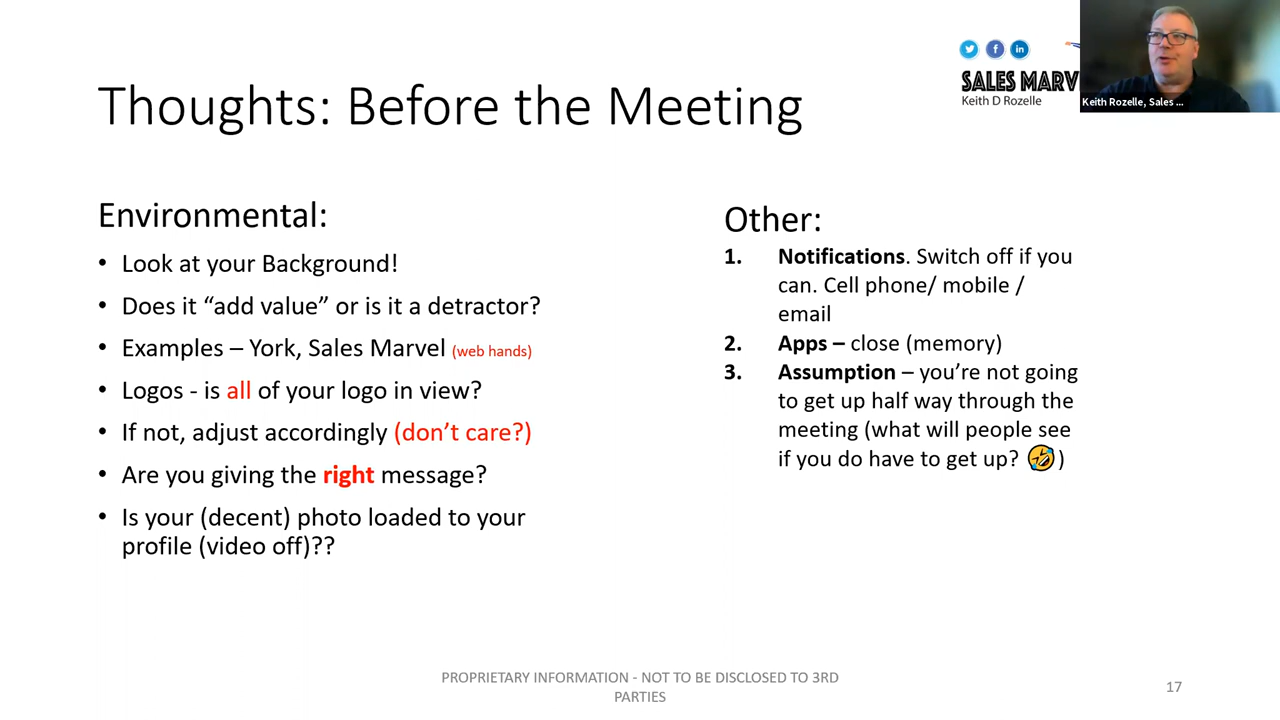 Thoughts: Before the Meeting
SALES MARV
Keith D Rozelle
Keith Rozelle, Sales ...
Environmental:
• Look at your Background!
• Does it “add value” or is it a detractor?
• Examples – York, Sales Marvel (web hands)
• Logos - is all of your logo in view?
• If not, adjust accordingly (don’t care?)
• Are you giving the right message?
• Is your (decent) photo loaded to your
profile (video off)??
Other:
1. Notifications. Switch off if you
can. Cell phone/ mobile /
email
2. Apps – close (memory)
3. Assumption – you’re not going
to get up half way through the
meeting (what will people see
if you do have to get up? 🤣)
PROPRIETARY INFORMATION - NOT TO BE DISCLOSED TO 3RD
PARTIES
17